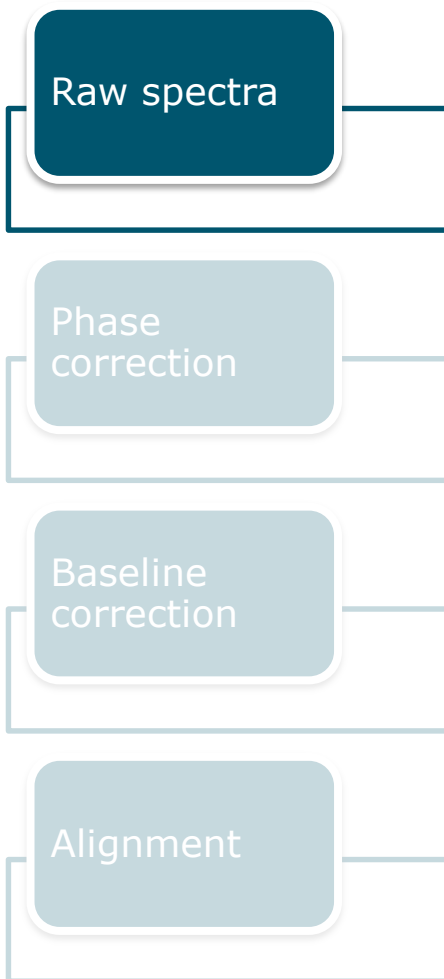 Raw spectra
Phase
correction
Baseline
correction
Alignment